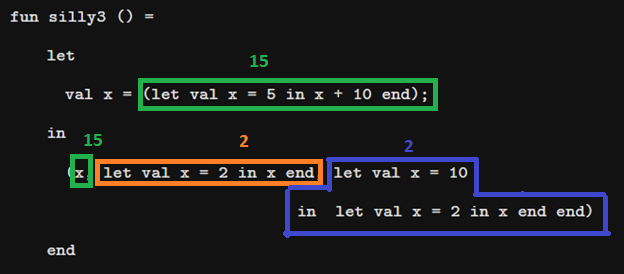 fun silly3 () =
let
15
val x = (let val x = 5 in x + 10 end);
in
15 2 2
(x, let val x = 2 in x end, let val x = 10
in let val x = 2 in x end end)
end